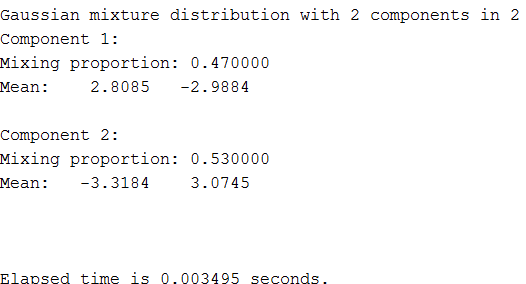 Gaussian mixture distribution with 2 components in 2
Component 1:
Mixing proportion: 0.470000
Mean:    2.8085   -2.9884
Component 2:
Mixing proportion: 0.530000
Mean:   -3.3184    3.0745
Elapsed time is 0.003495 seconds.